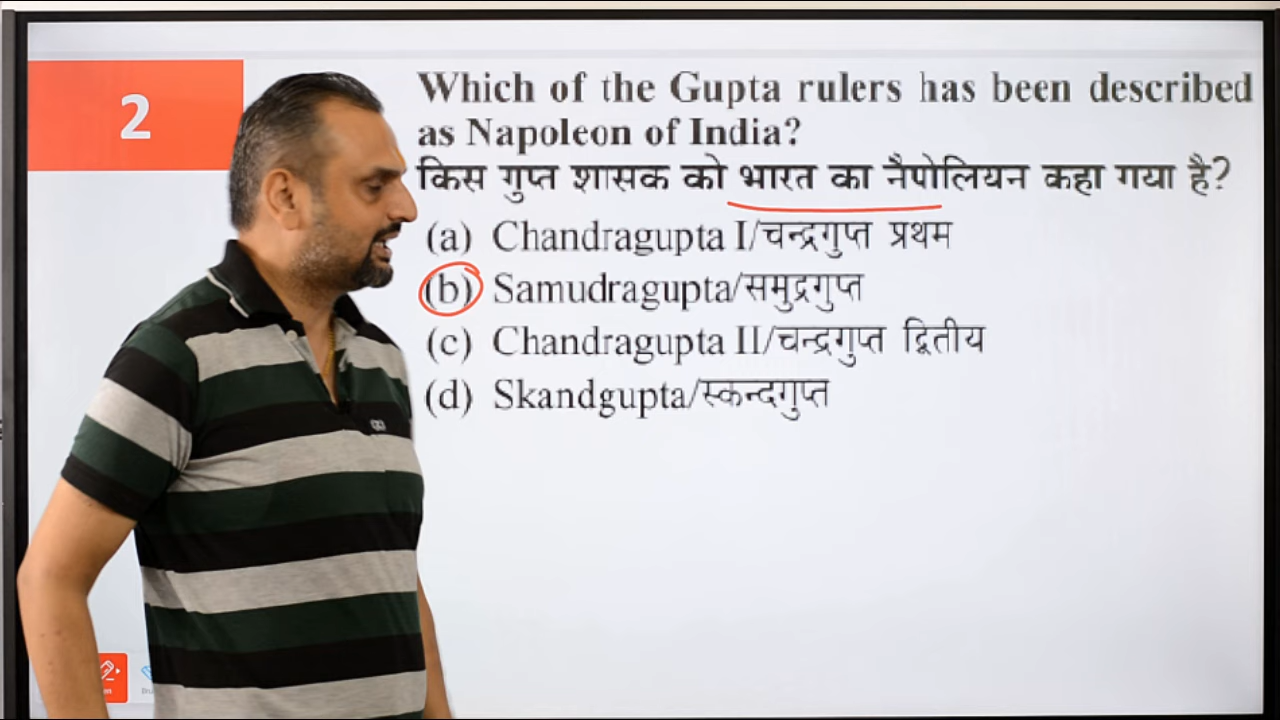 2
Which of the Gupta rulers has been described
as Napoleon of India?
किस गुप्त शासक को भारत का नैपोलियन कहा गया है?
(a) Chandragupta I/चन्द्रगुप्त प्रथम
(b) Samudragupta/समुद्रगुप्त
(c) Chandragupta II/चन्द्रगुप्त द्वितीय
(d) Skandgupta/स्कन्दगुप्त